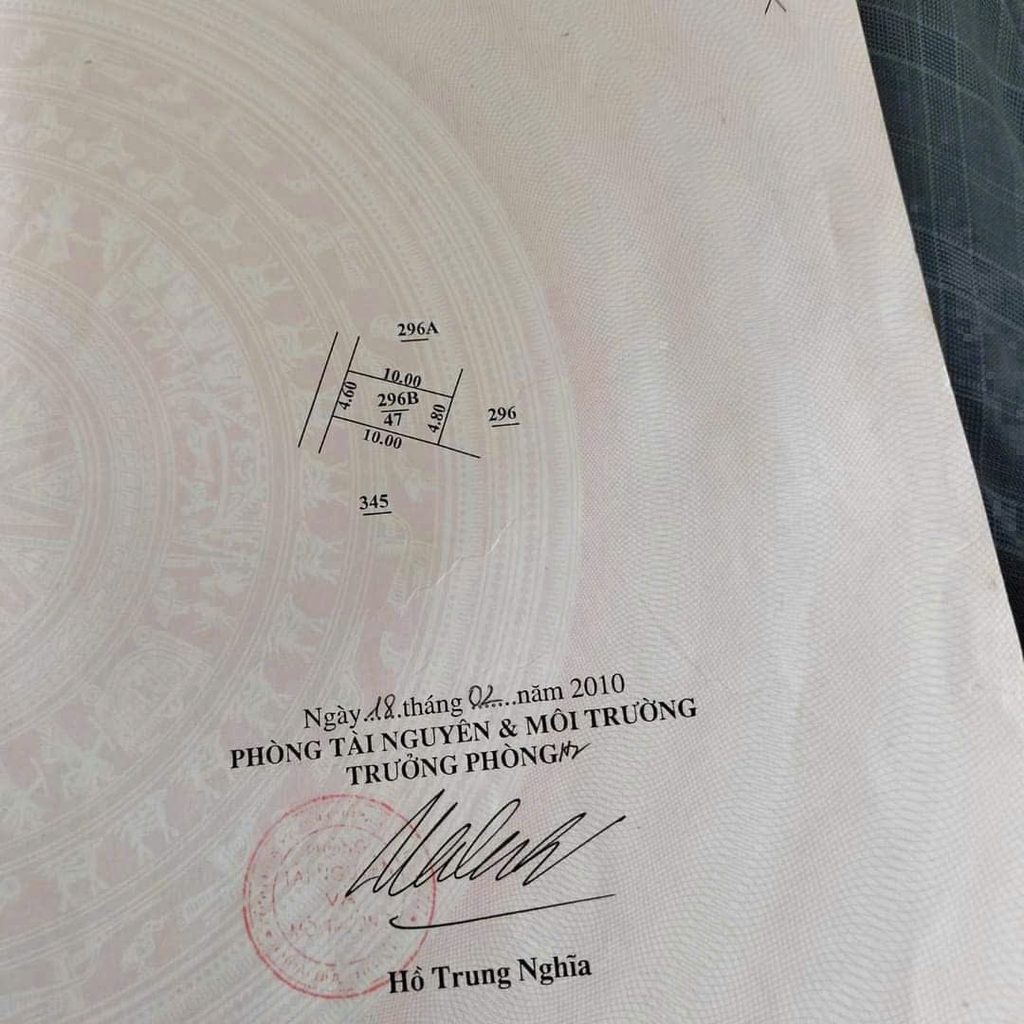 296A
10.00
4.60
296B
47
4.80
296
10.00
345
Ngày 18 tháng 02 năm 2010
PHÒNG TÀI NGUYÊN & MÔI TRƯỜNG
TRƯỞNG PHÒNG
Hồ Trung Nghĩa